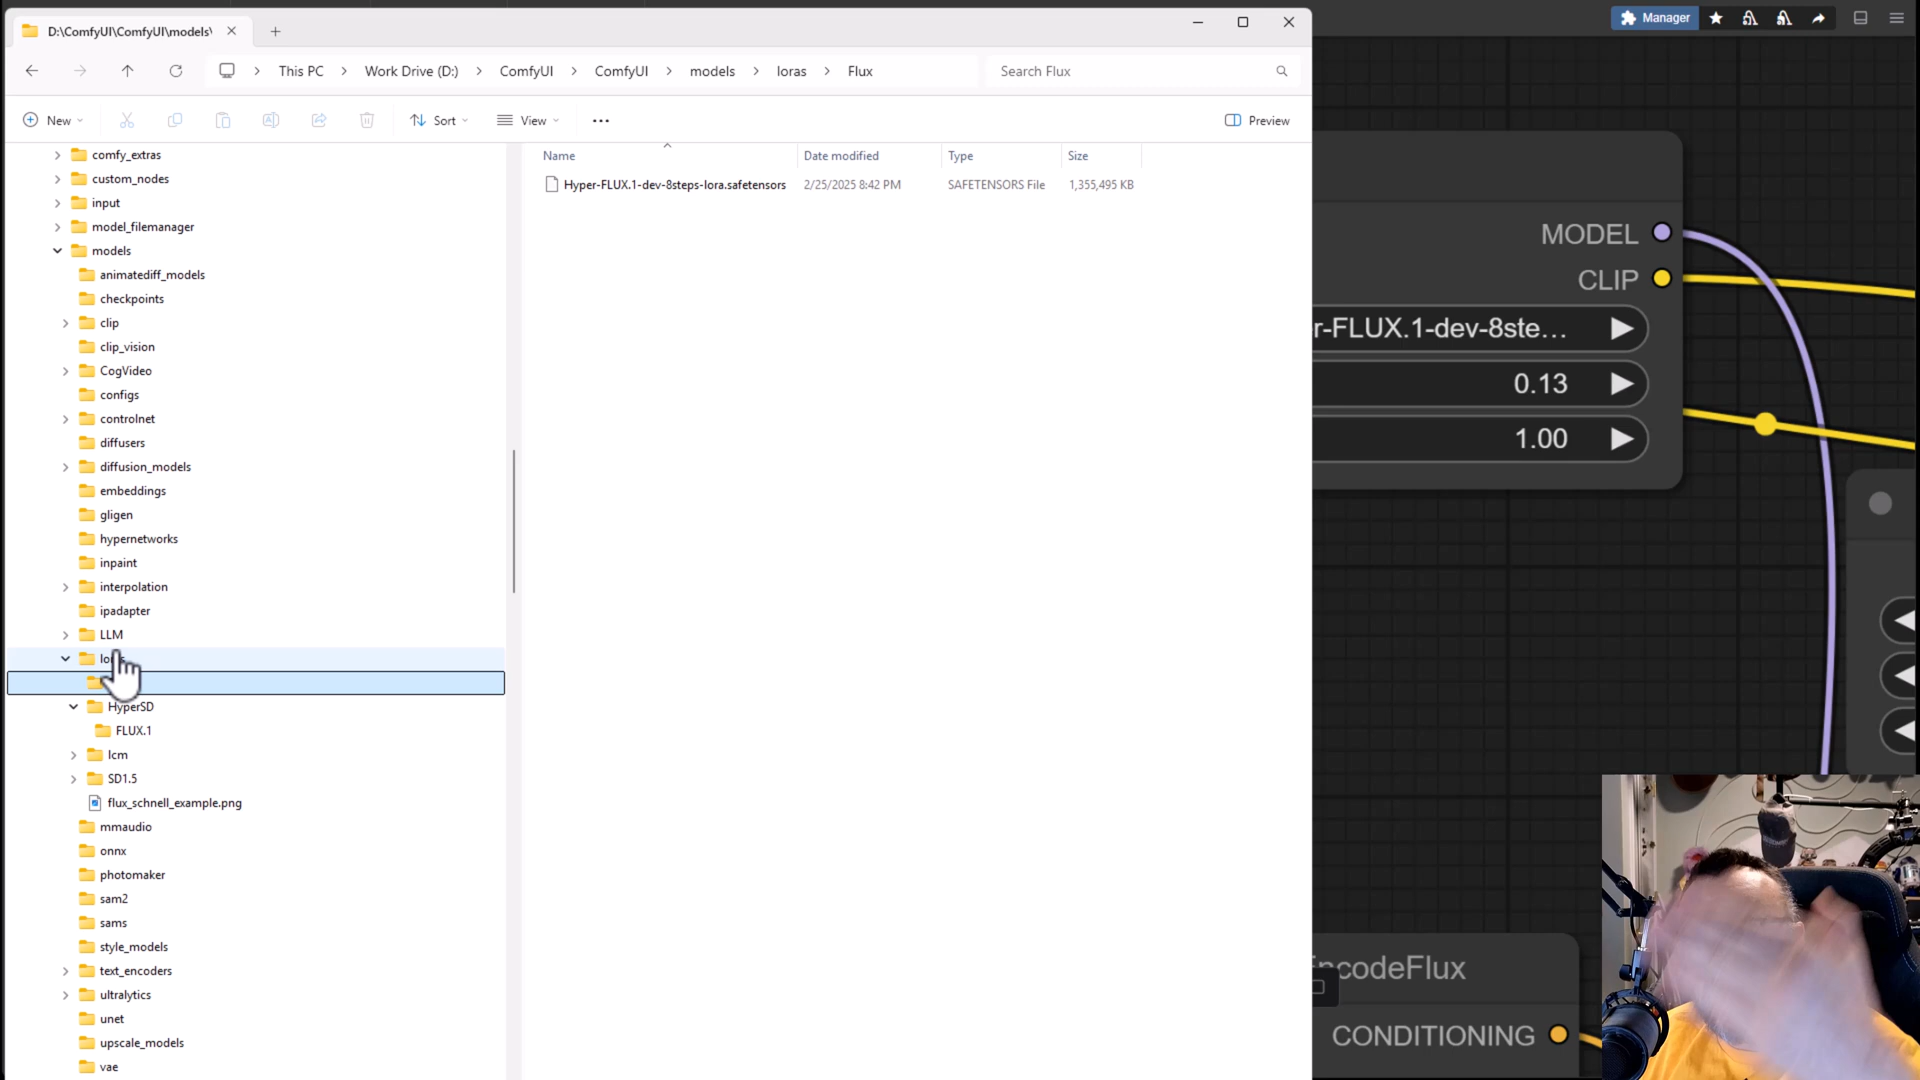 D:\ComfyUI\ComfyUI\models\
Manager
This PC
Work Drive (D:)
ComfyUI
ComfyUI
models
loras
Flux
Search Flux
New
Sort
View
Preview
comfy_extras
custom_nodes
input
model_filemanager
models
animatediff_models
checkpoints
clip
clip_vision
CogVideo
configs
controlnet
diffusers
diffusion_models
embeddings
gligen
hypernetworks
inpaint
interpolation
ipadapter
LLM
HyperSD
FLUX.1
lcm
SD1.5
flux_schnell_example.png
mmaudio
onnx
photomaker
sam2
sams
style_models
text_encoders
ultralytics
unet
upscale_models
vae
Name
Date modified
Type
Size
Hyper-FLUX.1-dev-8steps-lora.safetensors
2/25/2025 8:42 PM
SAFETENSORS File
1,355,495 KB
MODEL
CLIP
r-FLUX.1-dev-8ste...
0.13
1.00
ncodeFlux
CONDITIONING